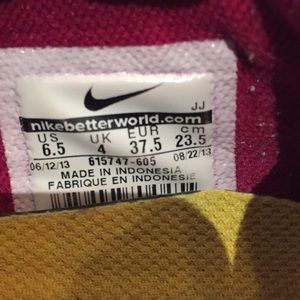 JJ
nikebetterworld.com
US UK EUR cm
6.5 4 37.5 23.5
06/12/13 615747-605 08/22/13
MADE IN INDONESIA
FABRIQUE EN INDONESIE